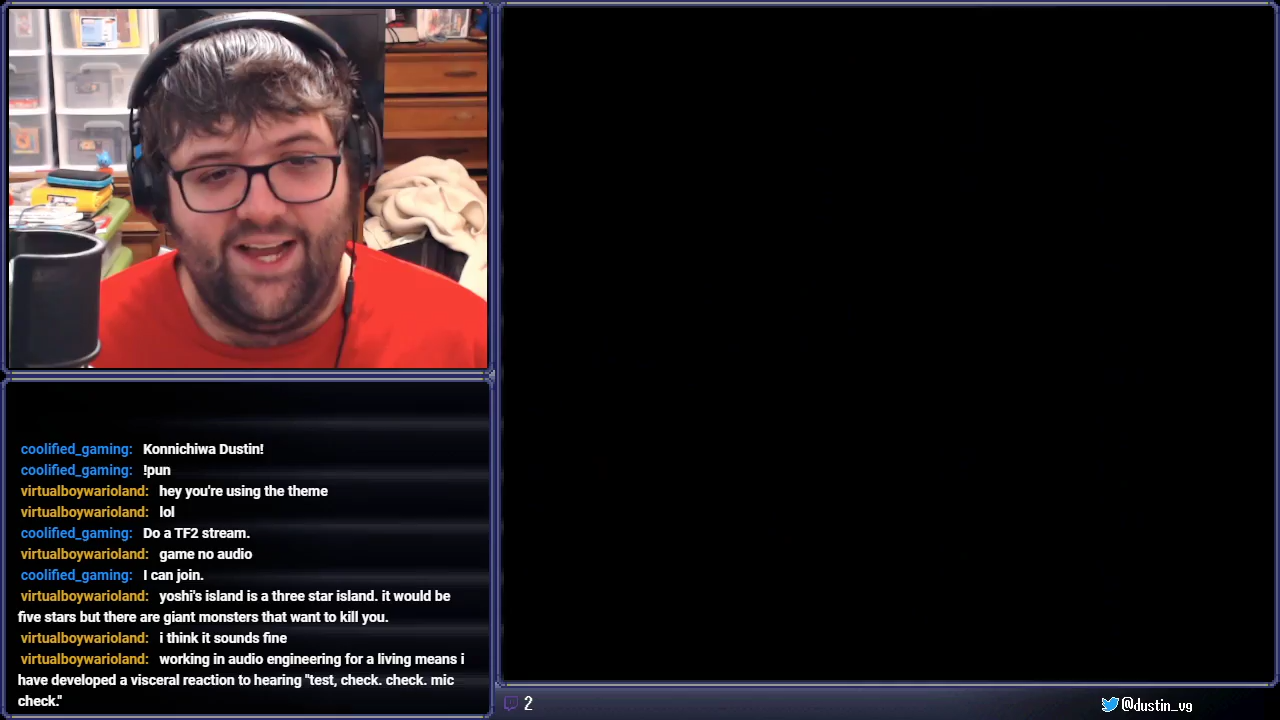 coolified_gaming: Konnichiwa Dustin!
coolified_gaming: !pun
virtualboywarioland: hey you're using the theme
virtualboywarioland: lol
coolified_gaming: Do a TF2 stream.
virtualboywarioland: game no audio
coolified_gaming: I can join.
virtualboywarioland: yoshi's island is a three star island. it would be
five stars but there are giant monsters that want to kill you.
virtualboywarioland: i think it sounds fine
virtualboywarioland: working in audio engineering for a living means i
have developed a visceral reaction to hearing "test, check. check. mic
check."
2
@dustin_vg